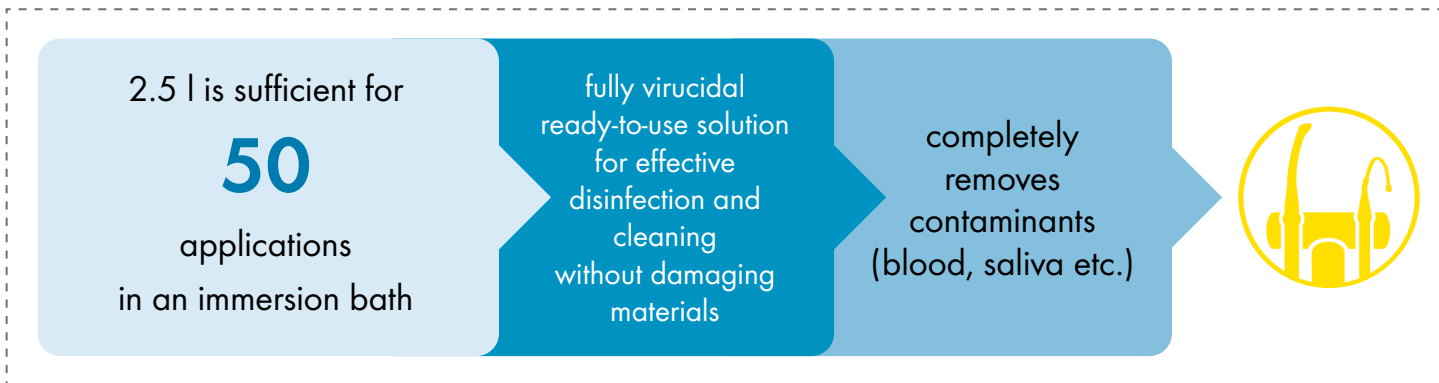 2.5 l is sufficient for
50
applications
in an immersion bath
fully virucidal
ready-to-use solution
for effective
disinfection and
cleaning
without damaging
materials
completely
removes
contaminants
(blood, saliva etc.)